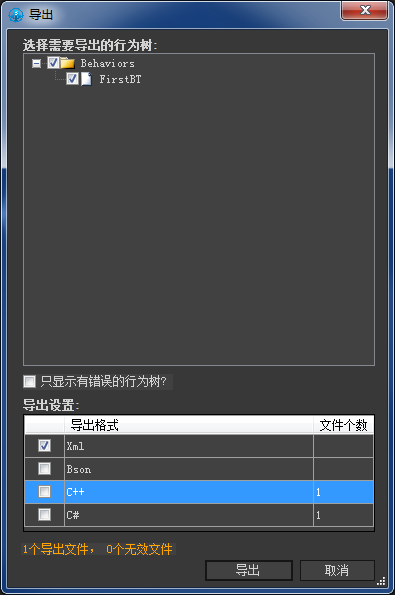 导出
选择需要导出的行为树:
Behaviors
FirstBT
只显示有错误的行为树?
导出设置:
导出格式 文件个数
Xml
Bson
C++ 1
C# 1
1个导出文件, 0个无效文件
导出 取消